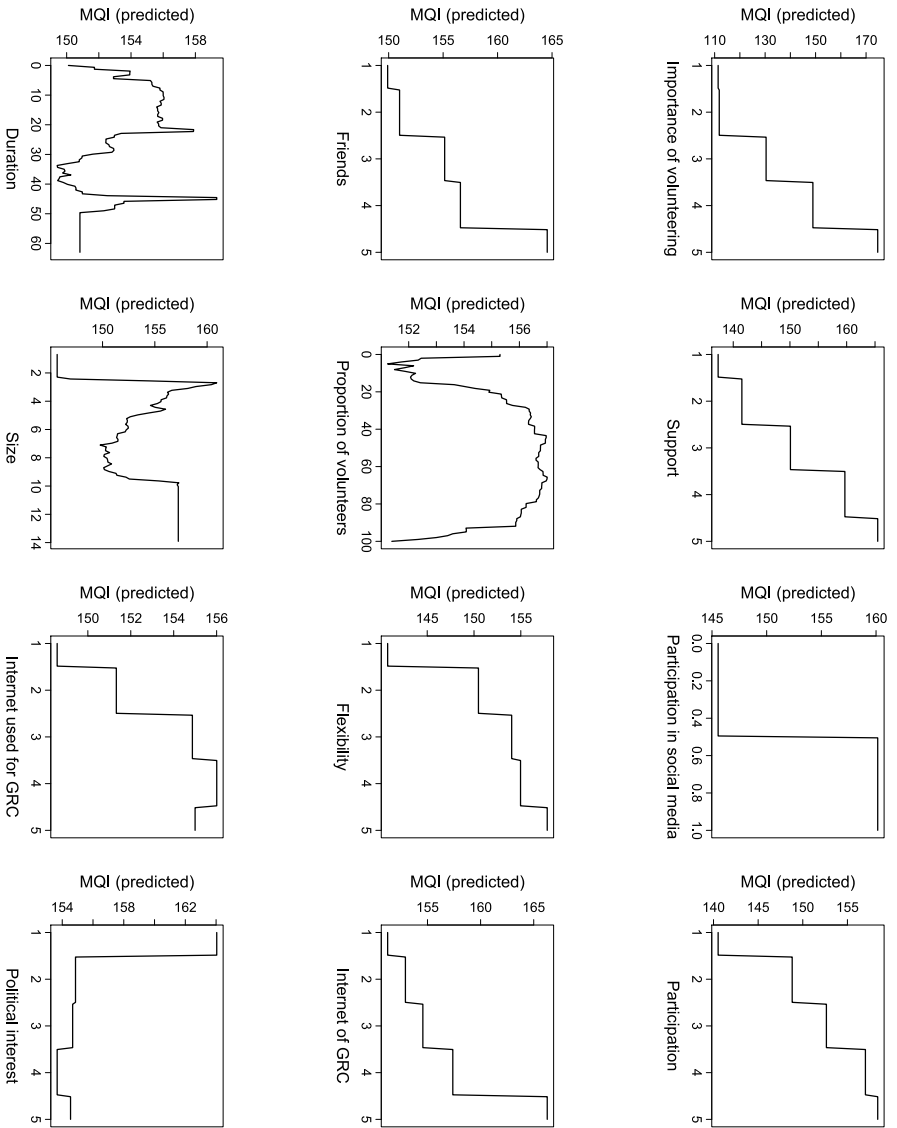 MQI (predicted)
110 130 150 170
1 2 3 4 5
Importance of volunteering
MQI (predicted)
140 150 160
1 2 3 4 5
Support
MQI (predicted)
145 150 155 160
0.0 0.2 0.4 0.6 0.8 1.0
Participation in social media
MQI (predicted)
140 145 150 155
1 2 3 4 5
Participation
MQI (predicted)
150 155 160 165
1 2 3 4 5
Friends
MQI (predicted)
152 154 156
0 20 40 60 80 100
Proportion of volunteers
MQI (predicted)
145 150 155
1 2 3 4 5
Flexibility
MQI (predicted)
155 160 165
1 2 3 4 5
Internet of GRC
MQI (predicted)
150 154 158
0 10 20 30 40 50 60
Duration
MQI (predicted)
150 155 160
2 4 6 8 10 12 14
Size
MQI (predicted)
150 152 154 156
1 2 3 4 5
Internet used for GRC
MQI (predicted)
154 158 162
1 2 3 4 5
Political interest